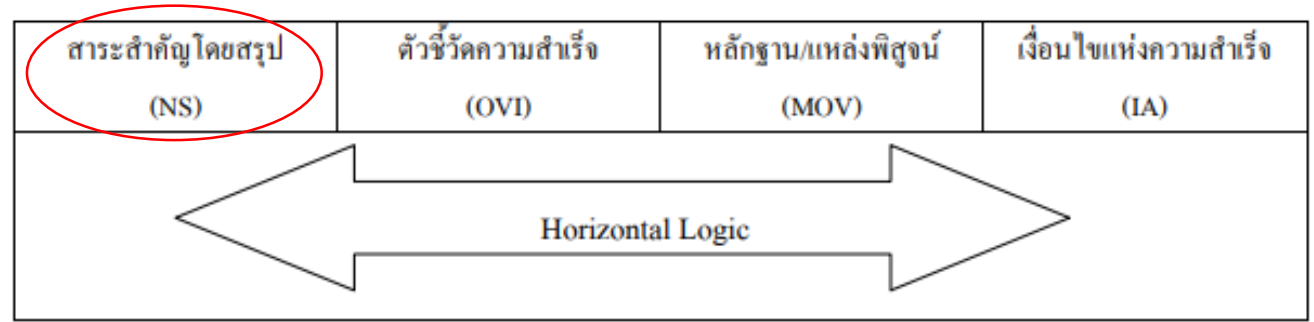 สาระสำคัญโดยสรุป
(NS)
ตัวชี้วัดความสำเร็จ
(OVI)
หลักฐาน/แหล่งพิสูจน์
(MOV)
เงื่อนไขแห่งความสำเร็จ
(IA)
Horizontal Logic